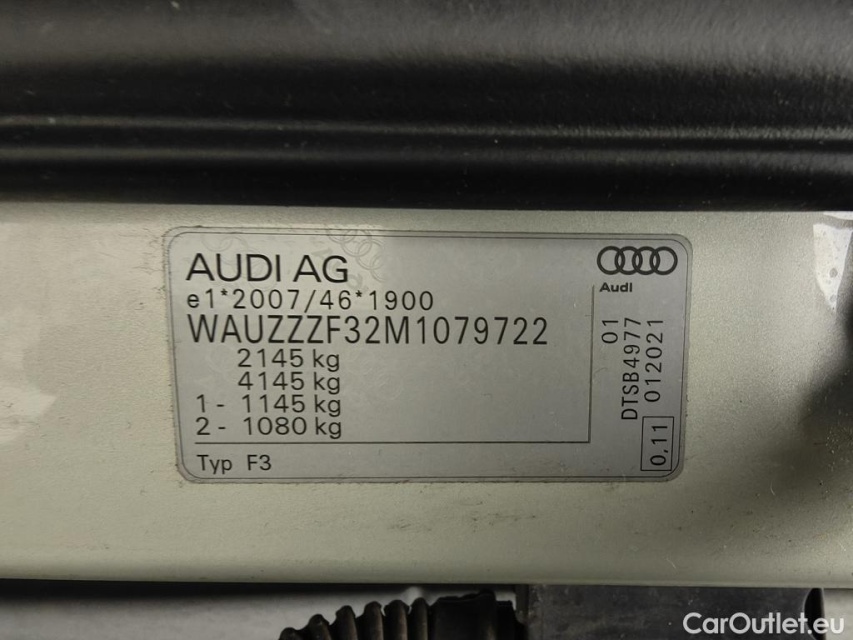 AUDI AG
e1*2007/46*1900
WAUZZZF32M1079722
2145 kg
4145 kg
1 - 1145 kg
2 - 1080 kg
Typ F3
Audi
01
DTSB4977
012021
0.11
CarOutlet.eu